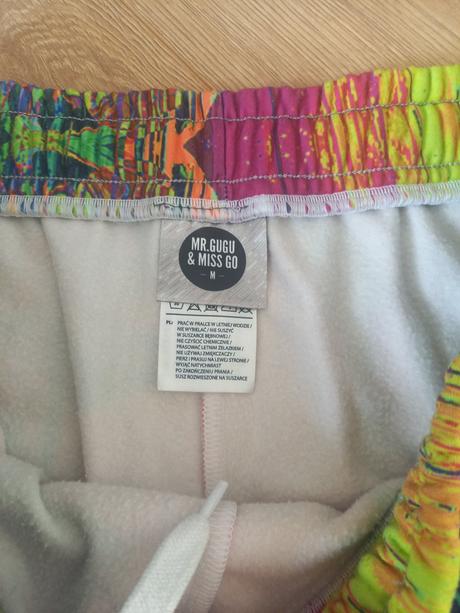 MR.GUGU
& MISS GO
M
PL: PRAĆ W PRALCE W LETNIEJ WODZIE /
NIE WYBIELAĆ / NIE SUSZYĆ
W SUSZARCE BĘBNOWEJ /
NIE CZYŚCIĆ CHEMICZNIE /
PRASOWAĆ LETNIM ŻELAZKIEM /
NIE UŻYWAJ ZMIĘKCZACZY /
PIERZ I PRASUJ NA LEWEJ STRONIE /
WYJĄĆ NATYCHMIAST
PO ZAKOŃCZENIU PRANIA /
SUSZ ROZWIESZONE NA SUSZARCE